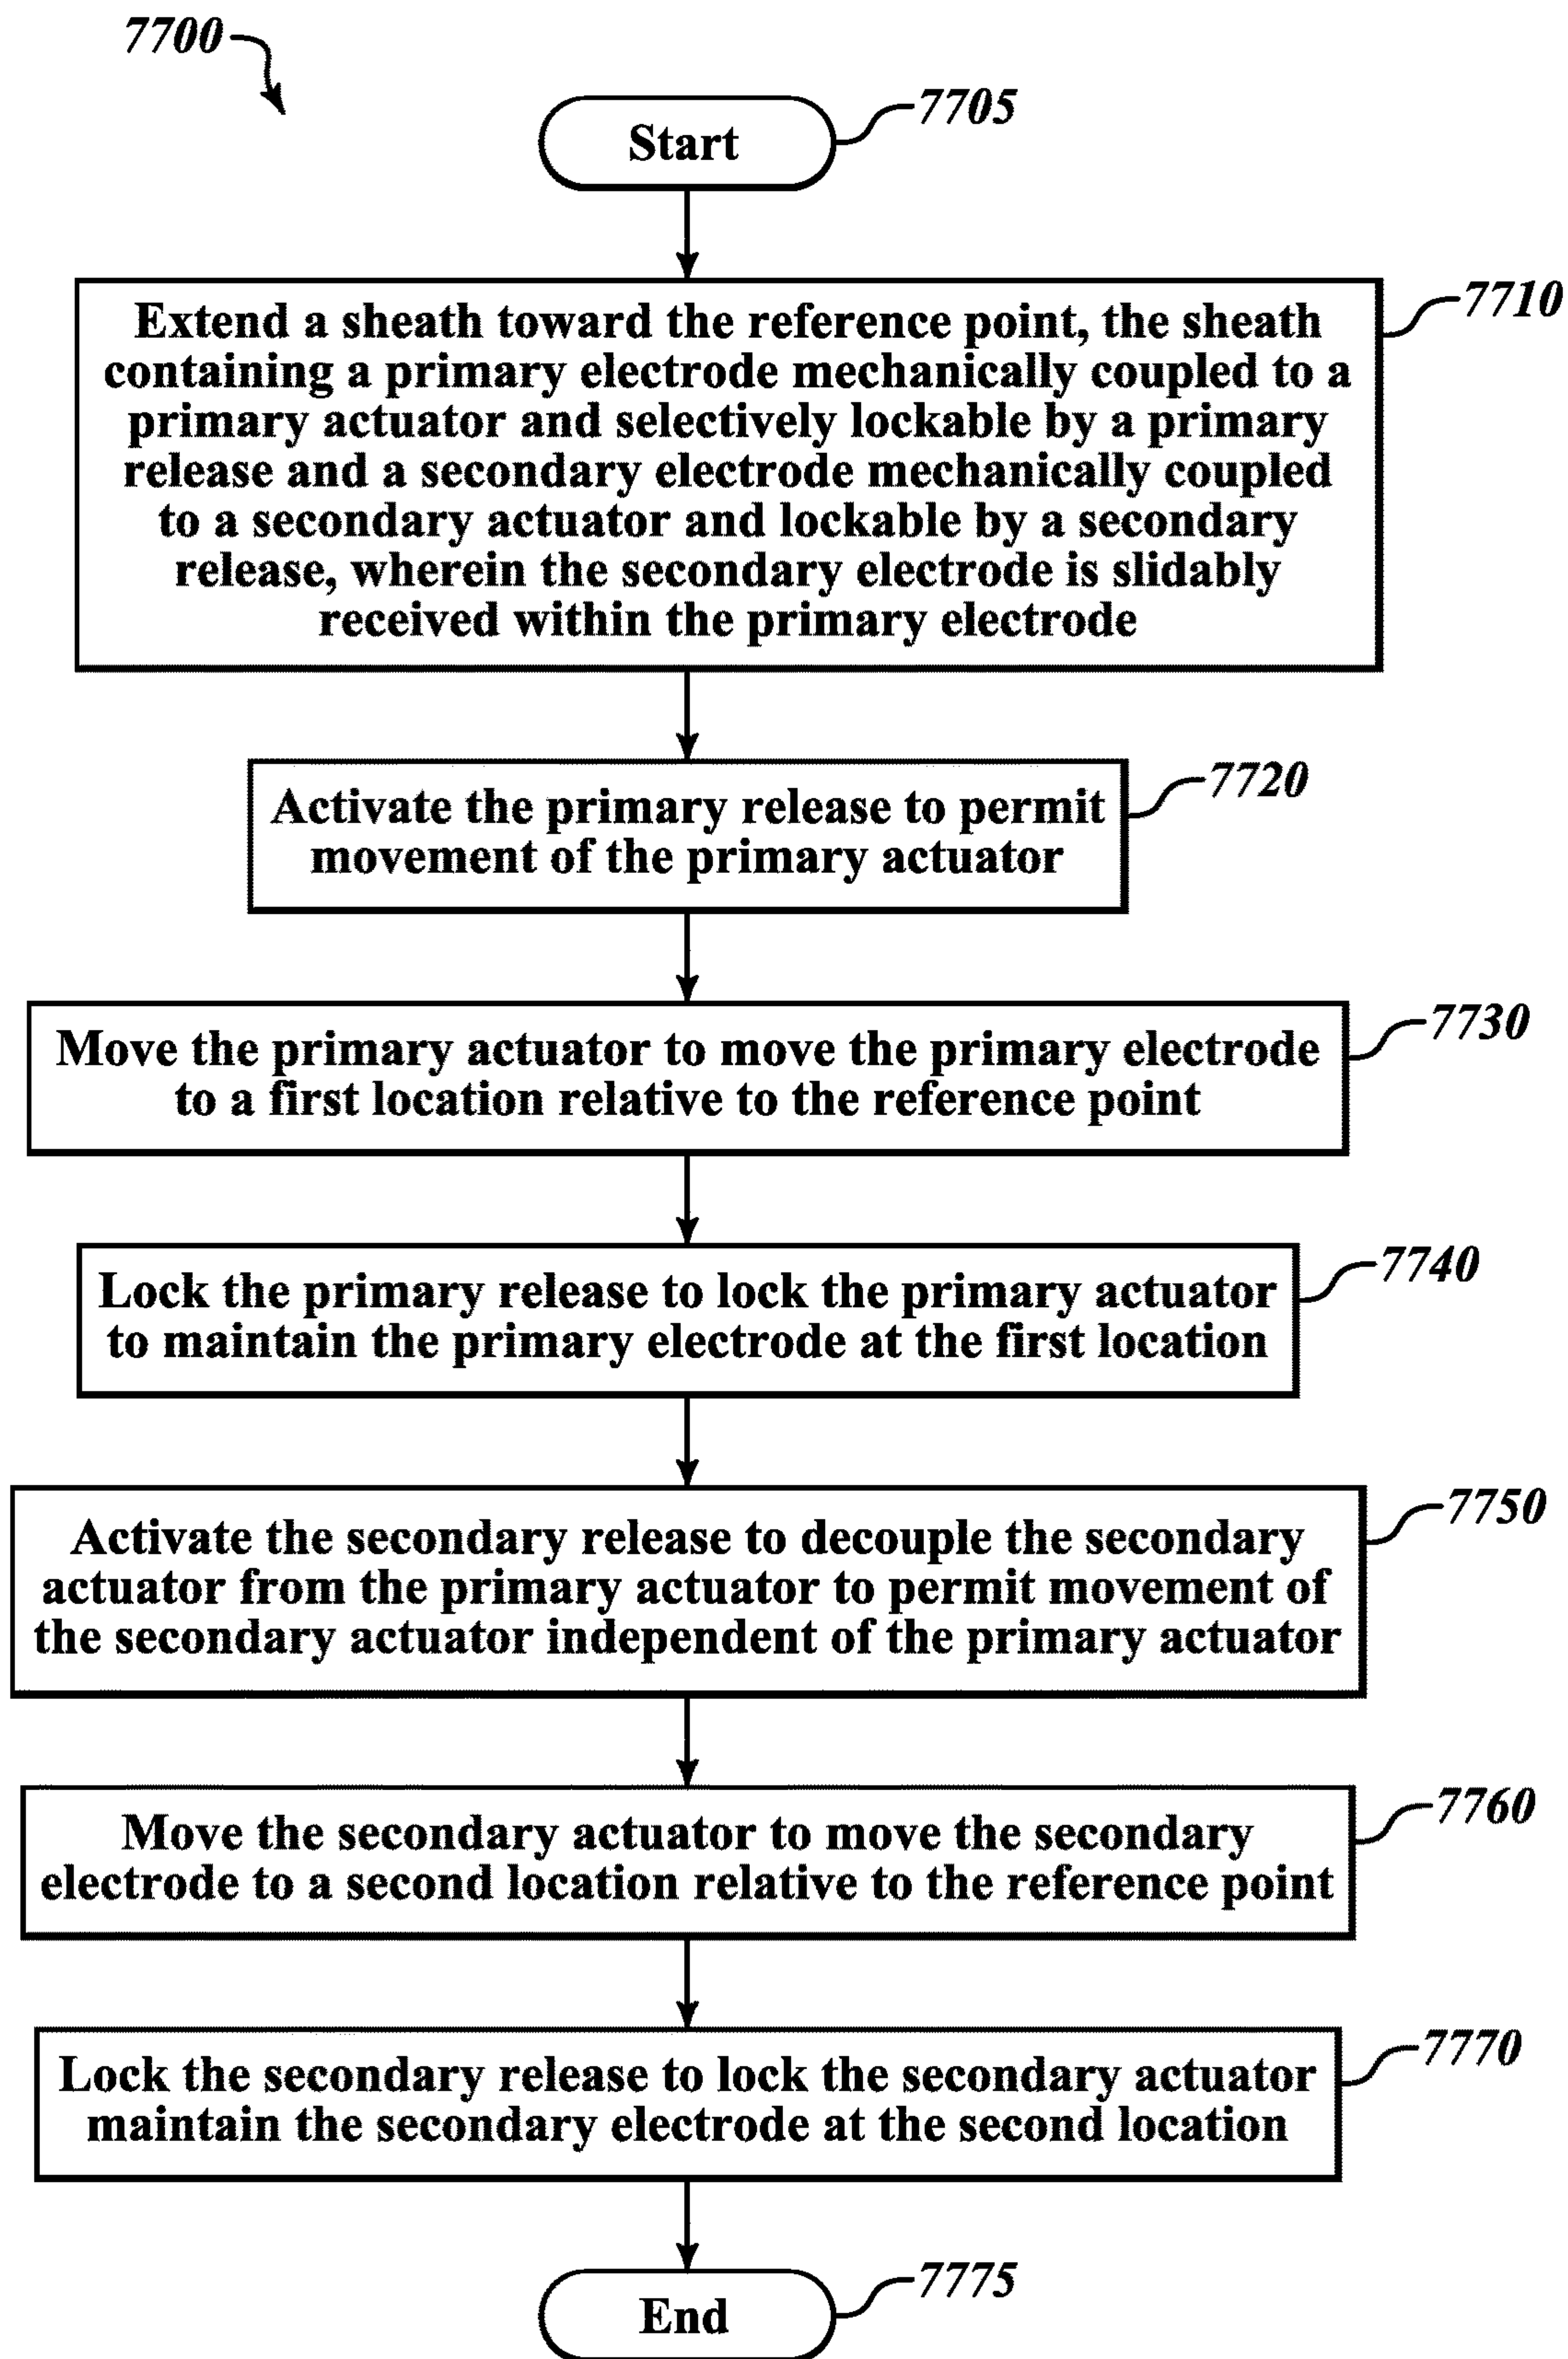 7700
Start
7705
Extend a sheath toward the reference point, the sheath
containing a primary electrode mechanically coupled to a
primary actuator and selectively lockable by a primary
release and a secondary electrode mechanically coupled
to a secondary actuator and lockable by a secondary
release, wherein the secondary electrode is slidably
received within the primary electrode
7710
Activate the primary release to permit
movement of the primary actuator
7720
Move the primary actuator to move the primary electrode
to a first location relative to the reference point
7730
Lock the primary release to lock the primary actuator
to maintain the primary electrode at the first location
7740
Activate the secondary release to decouple the secondary
actuator from the primary actuator to permit movement of
the secondary actuator independent of the primary actuator
7750
Move the secondary actuator to move the secondary
electrode to a second location relative to the reference point
7760
Lock the secondary release to lock the secondary actuator
maintain the secondary electrode at the second location
7770
End
7775